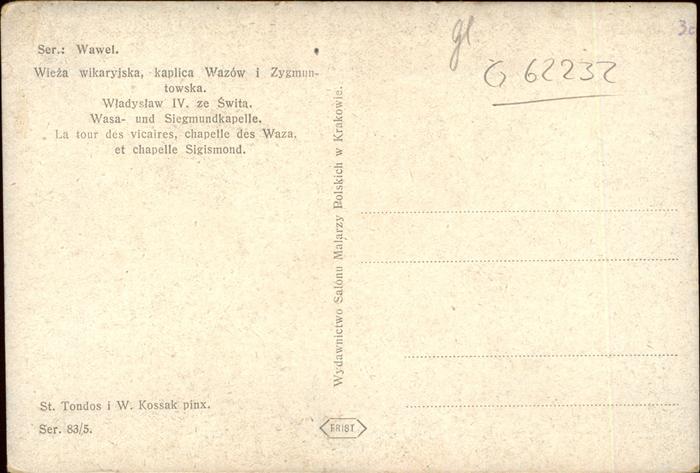 Ser.: Wawel.
Wieża wikaryjska, kaplica Wazów i Zygmun-
towska.
Władysław IV. ze Świtą.
Wasa- und Siegmundkapelle.
La tour des vicaires, chapelle des Waza,
et chapelle Sigismond.
St. Tondos i W. Kossak pinx.
Ser. 83/5.
Wydawnictwo Salonu Malarzy Polskich w Krakowie.
gl
G 62232